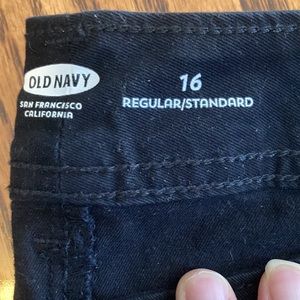 OLD NAVY
SAN FRANCISCO
CALIFORNIA
16
REGULAR/STANDARD